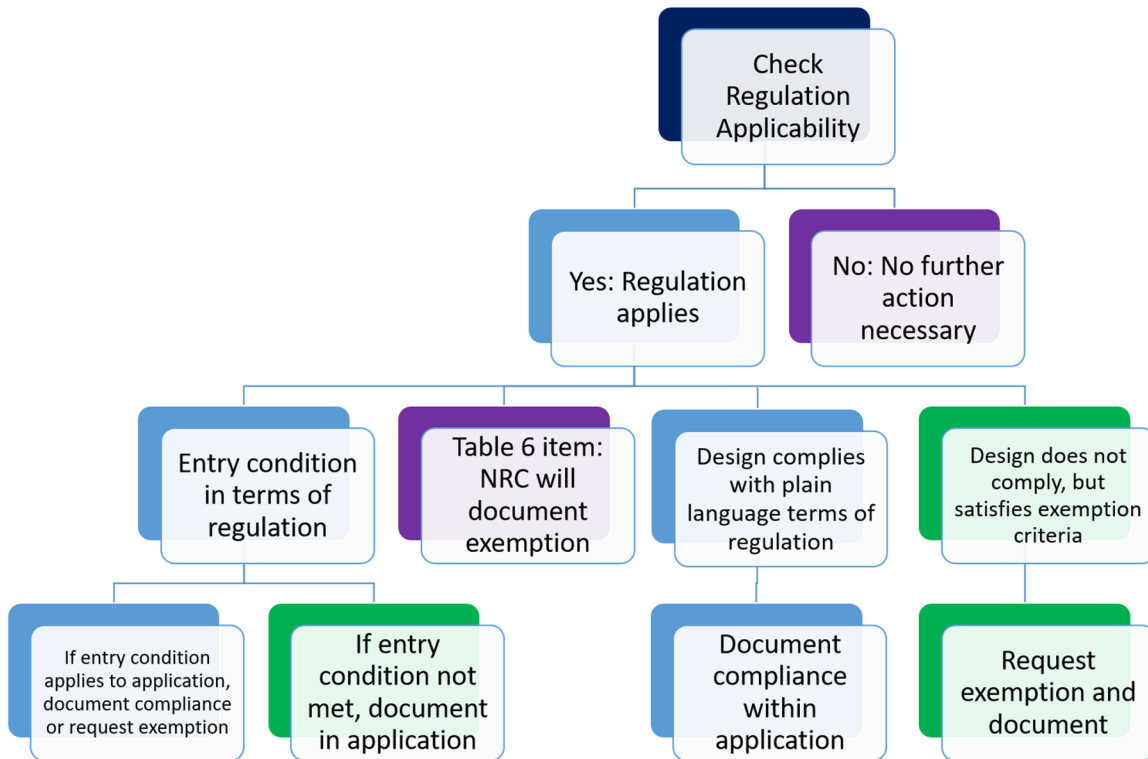 Check
Regulation
Applicability
Yes: Regulation
applies
No: No further
action
necessary
Entry condition
in terms of
regulation
Table 6 item:
NRC will
document
exemption
Design complies
with plain
language terms of
regulation
Design does not
comply, but
satisfies exemption
criteria
If entry condition
applies to application,
document compliance
or request exemption
If entry
condition not
met, document
in application
Document
compliance
within
application
Request
exemption and
document